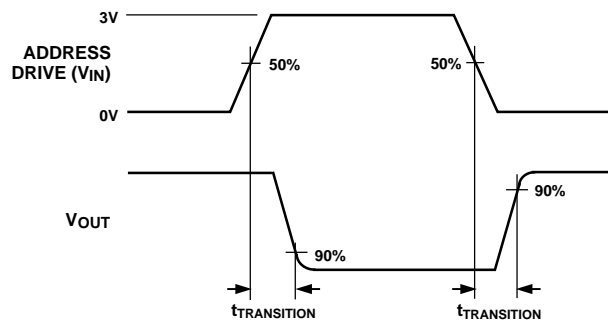 3V
ADDRESS
DRIVE (VIN)
50%
50%
0V
VOUT
90%
90%
tTRANSITION
tTRANSITION